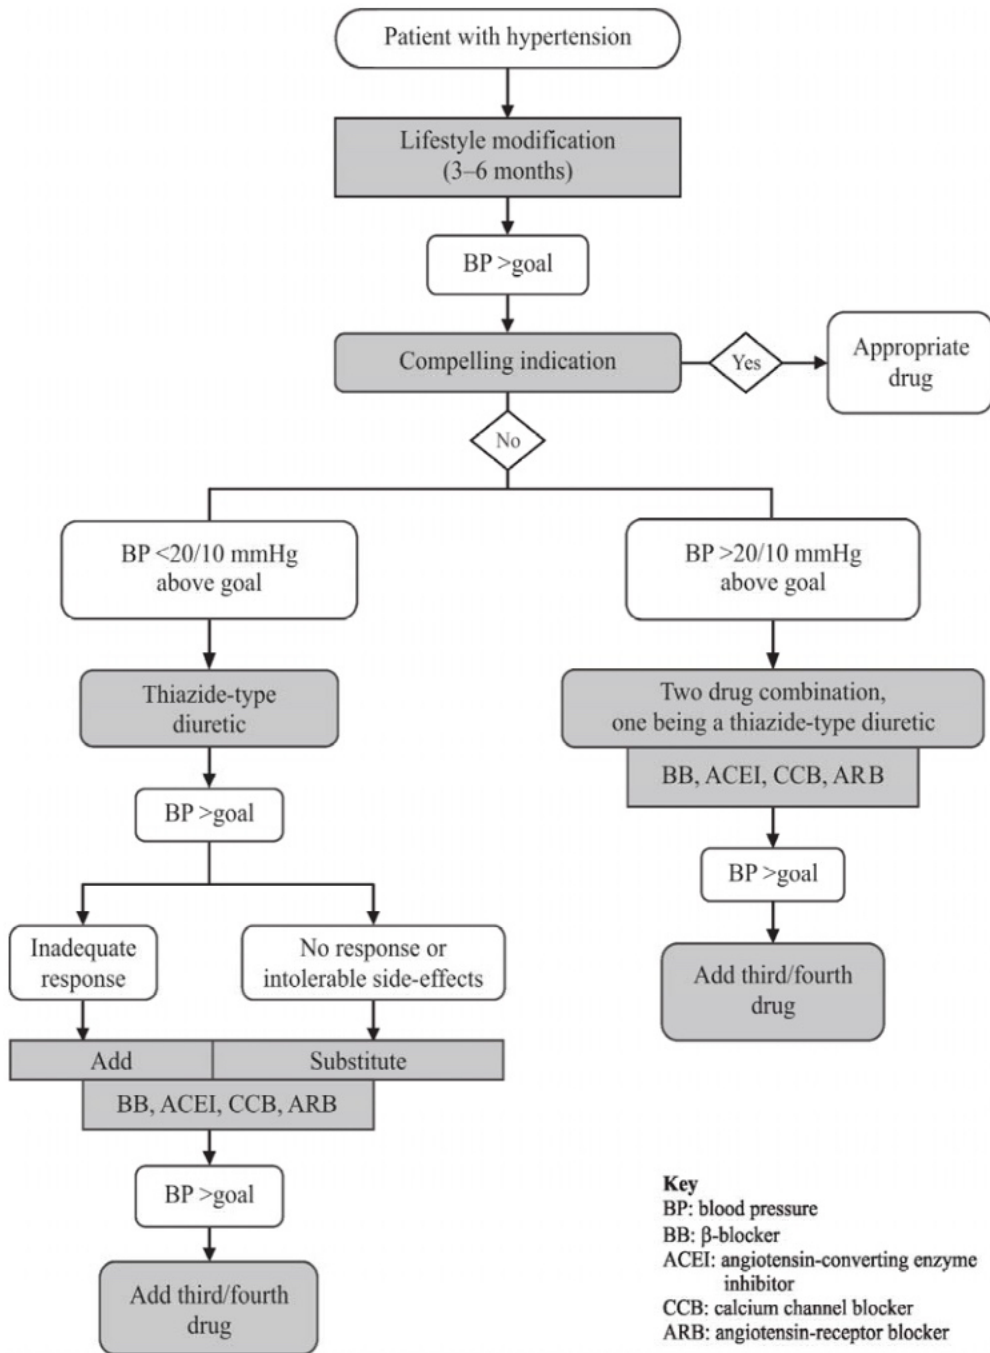 Patient with hypertension
Lifestyle modification
(3–6 months)
BP >goal
Compelling indication
Yes
Appropriate
drug
No
BP <20/10 mmHg
above goal
BP >20/10 mmHg
above goal
Thiazide-type
diuretic
Two drug combination,
one being a thiazide-type diuretic
BB, ACEI, CCB, ARB
BP >goal
BP >goal
Inadequate
response
No response or
intolerable side-effects
Add third/fourth
drug
Add
Substitute
BB, ACEI, CCB, ARB
BP >goal
Add third/fourth
drug
Key
BP: blood pressure
BB: β-blocker
ACEI: angiotensin-converting enzyme
inhibitor
CCB: calcium channel blocker
ARB: angiotensin-receptor blocker